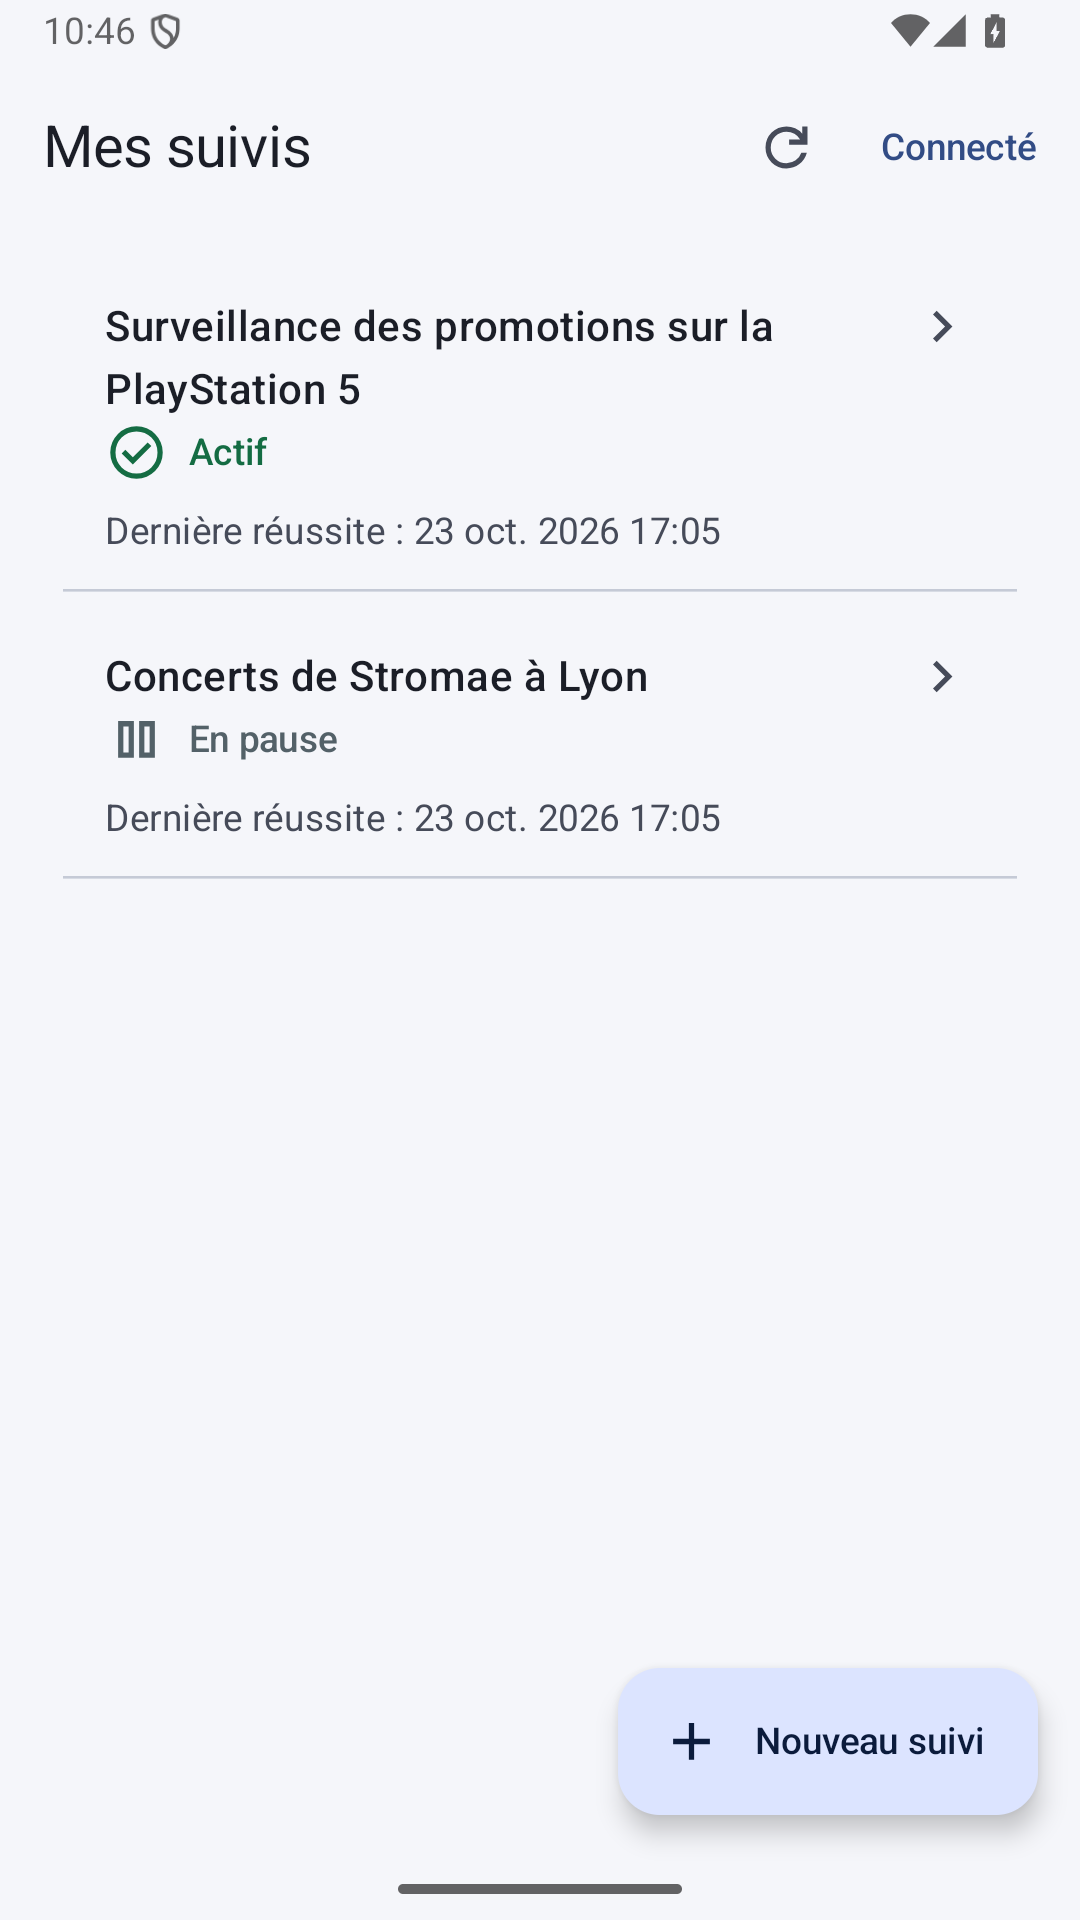 10:46
Mes suivis
Connecté
Surveillance des promotions sur la
PlayStation 5
Actif
Dernière réussite : 23 oct. 2026 17:05
Concerts de Stromae à Lyon
En pause
Dernière réussite : 23 oct. 2026 17:05
Nouveau suivi